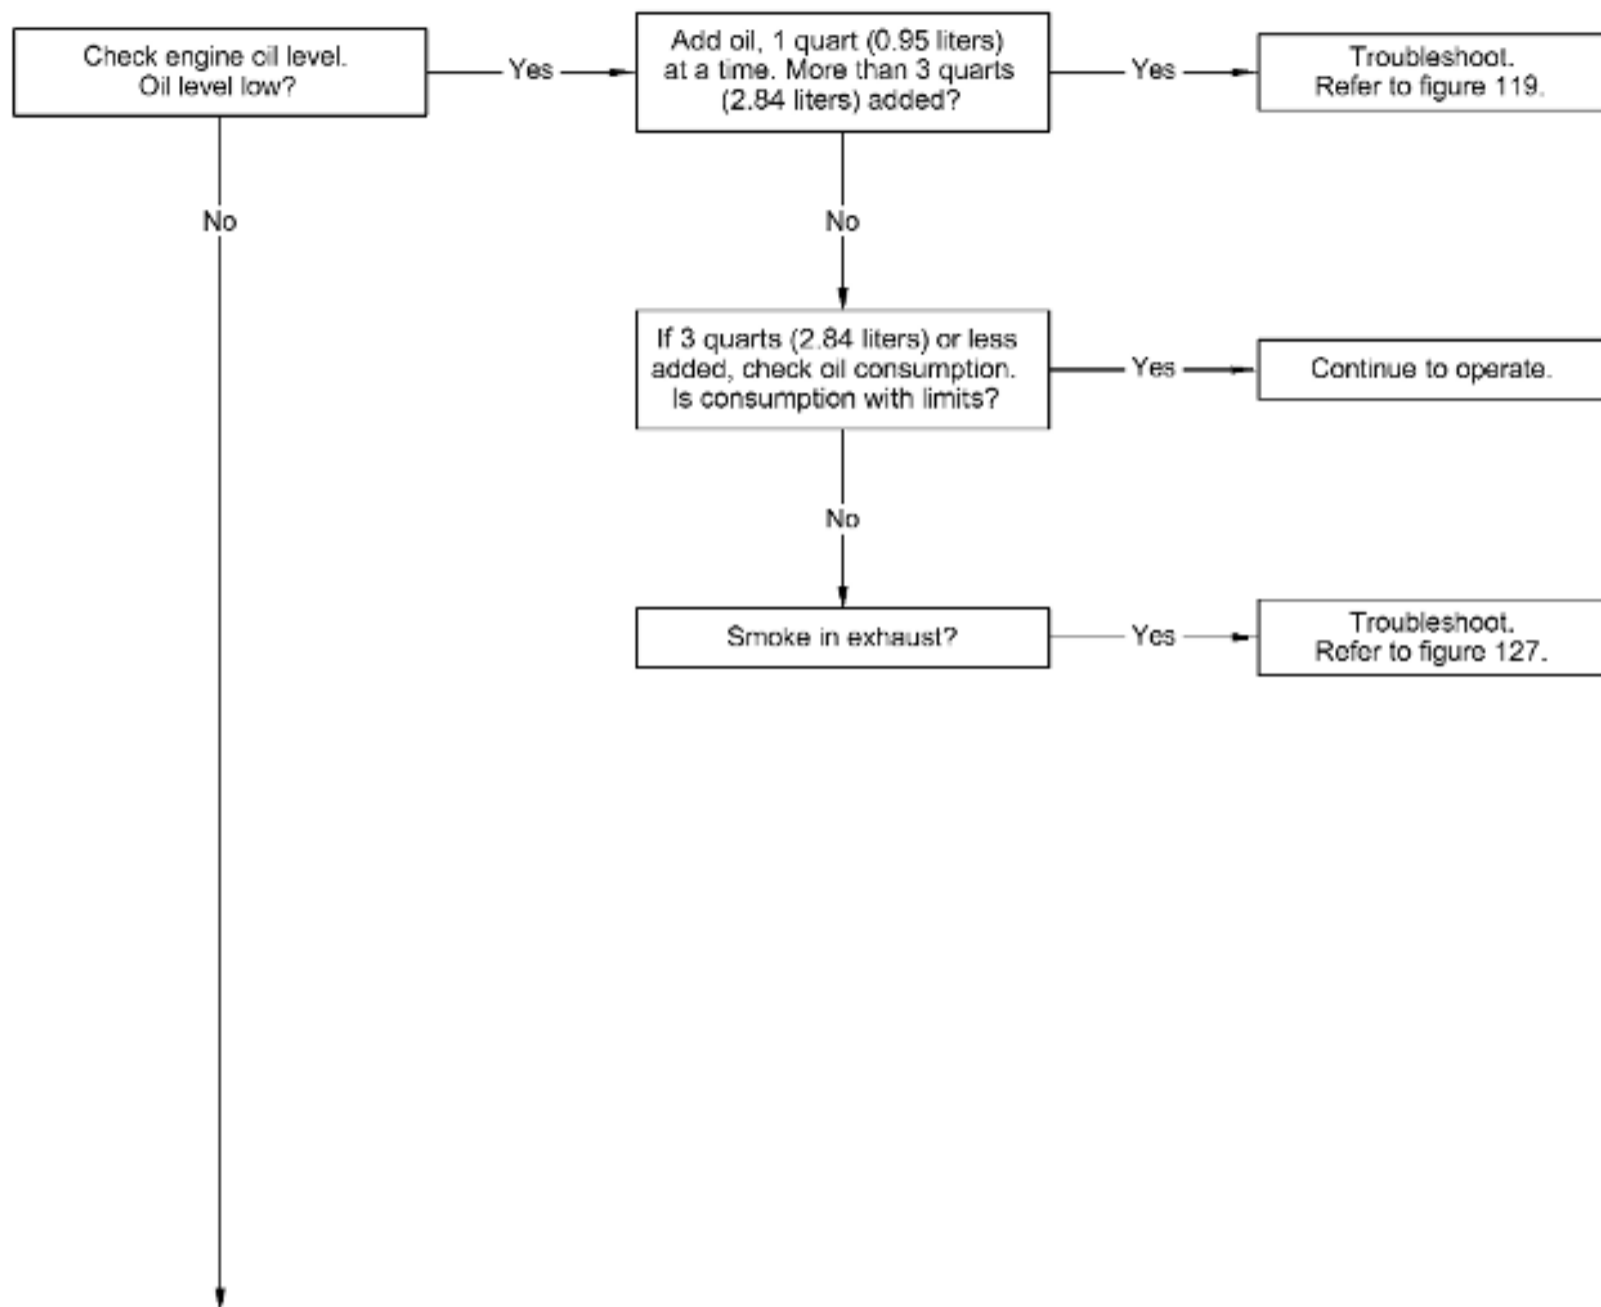 Check engine oil level.
Oil level low?
Yes
Add oil, 1 quart (0.95 liters)
at a time. More than 3 quarts
(2.84 liters) added?
Yes
Troubleshoot.
Refer to figure 119.
No
No
If 3 quarts (2.84 liters) or less
added, check oil consumption.
Is consumption with limits?
Yes
Continue to operate.
No
Smoke in exhaust?
Yes
Troubleshoot.
Refer to figure 127.